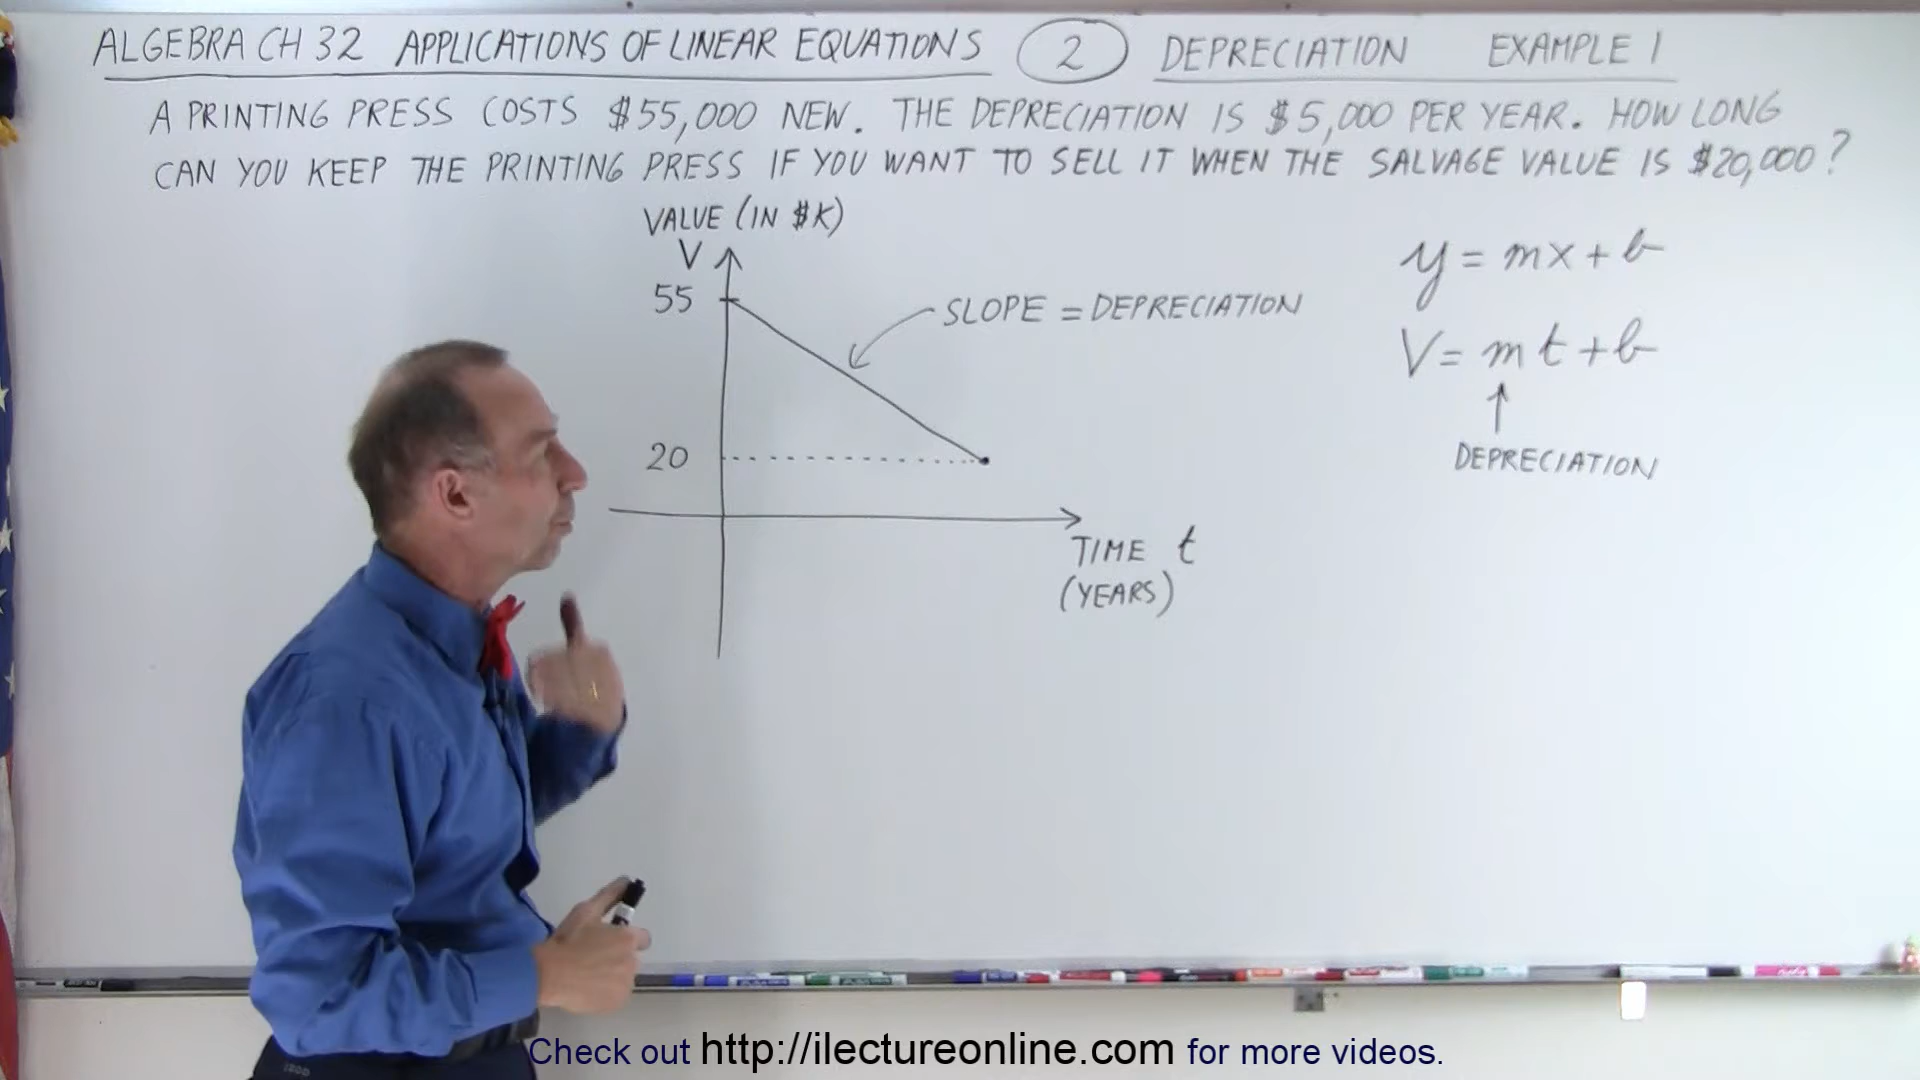 ALGEBRA CH 32 APPLICATIONS OF LINEAR EQUATIONS 2 DEPRECIATION EXAMPLE 1
A PRINTING PRESS COSTS $55,000 NEW. THE DEPRECIATION IS $5,000 PER YEAR. HOW LONG
CAN YOU KEEP THE PRINTING PRESS IF YOU WANT TO SELL IT WHEN THE SALVAGE VALUE IS $20,000?
VALUE (IN $K)
V
55
SLOPE = DEPRECIATION
20
TIME t
(YEARS)
y = mx + b
V = mt + b
DEPRECIATION
Check out http://ilectureonline.com for more videos.